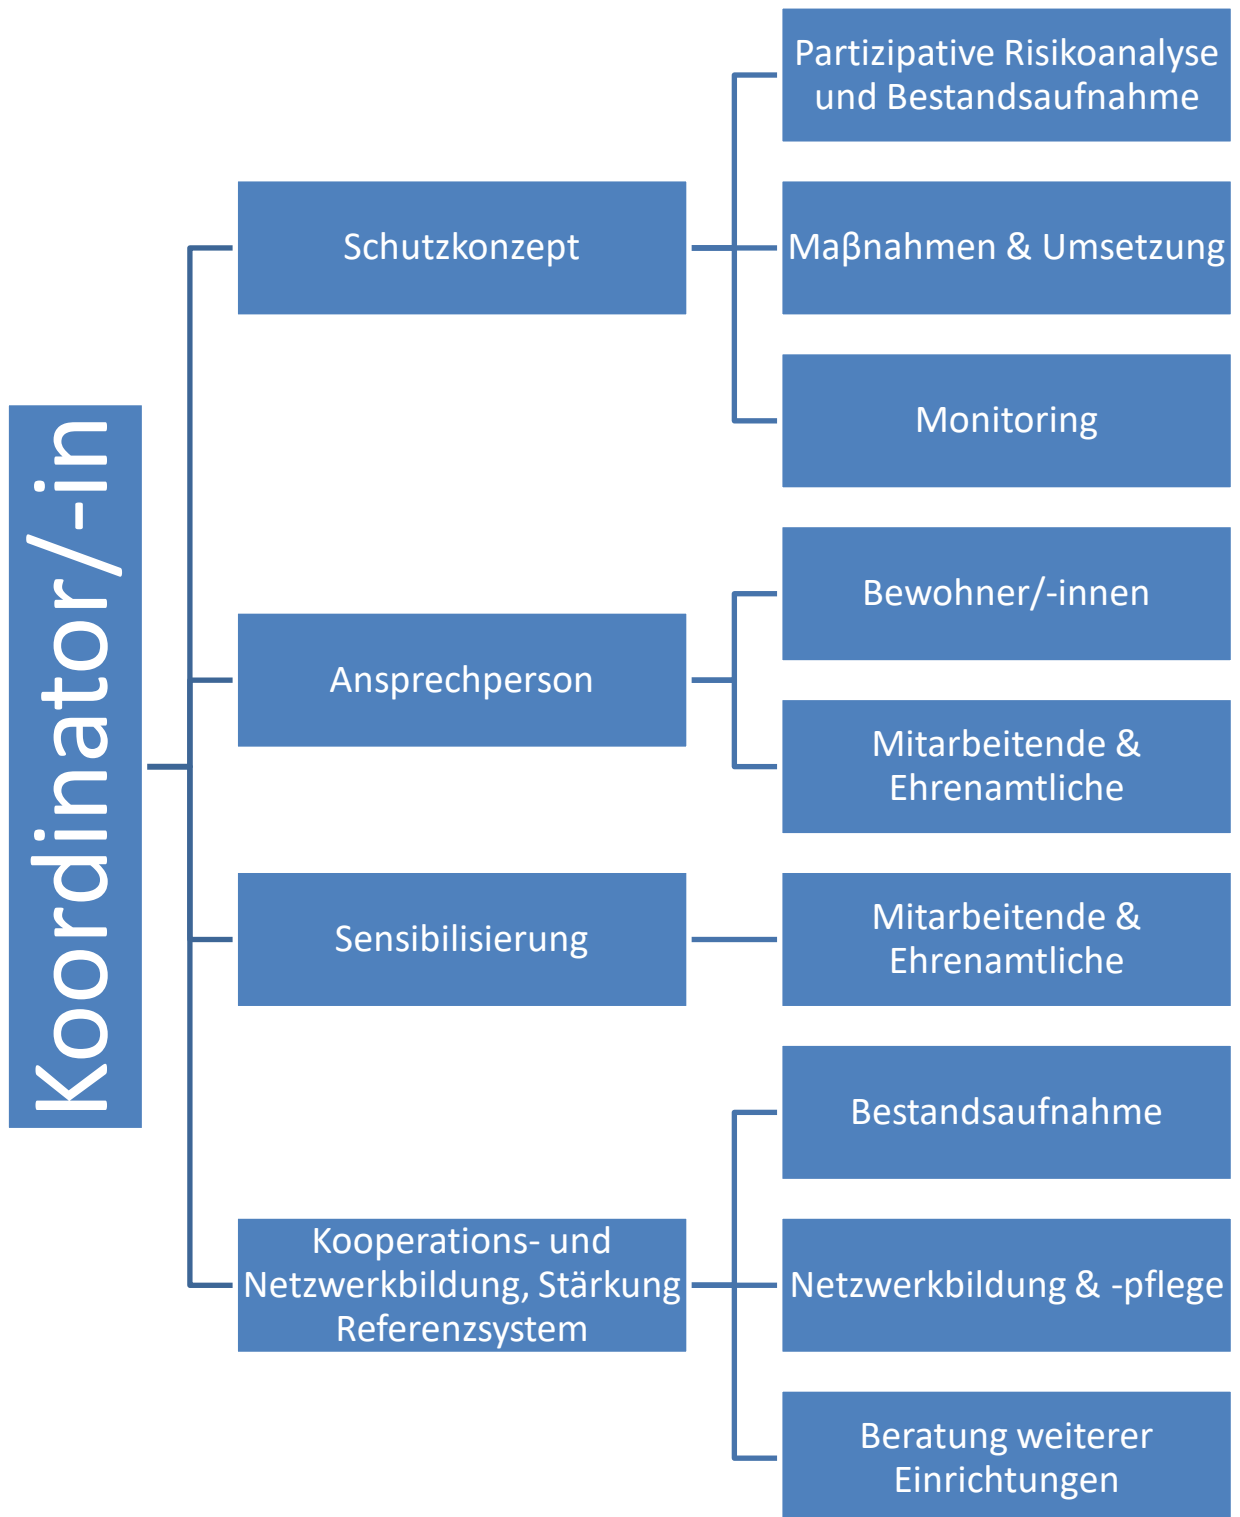 Koordinator/-in
Schutzkonzept
Partizipative Risikoanalyse
und Bestandsaufnahme
Maβnahmen & Umsetzung
Monitoring
Ansprechperson
Bewohner/-innen
Mitarbeitende &
Ehrenamtliche
Sensibilisierung
Mitarbeitende &
Ehrenamtliche
Kooperations- und
Netzwerkbildung, Stärkung
Referenzsystem
Bestandsaufnahme
Netzwerkbildung & -pflege
Beratung weiterer
Einrichtungen